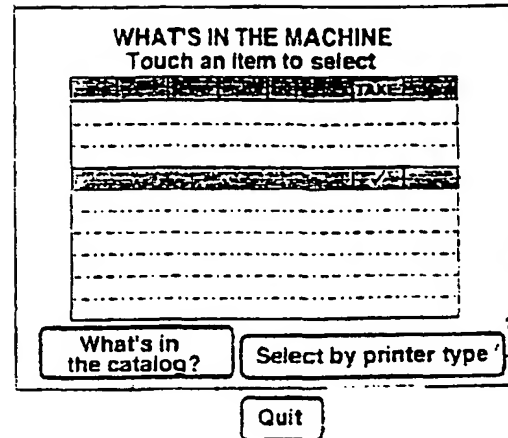 WHAT'S IN THE MACHINE
Touch an item to select
TAKE
✓
What's in
the catalog?
Select by printer type
Quit